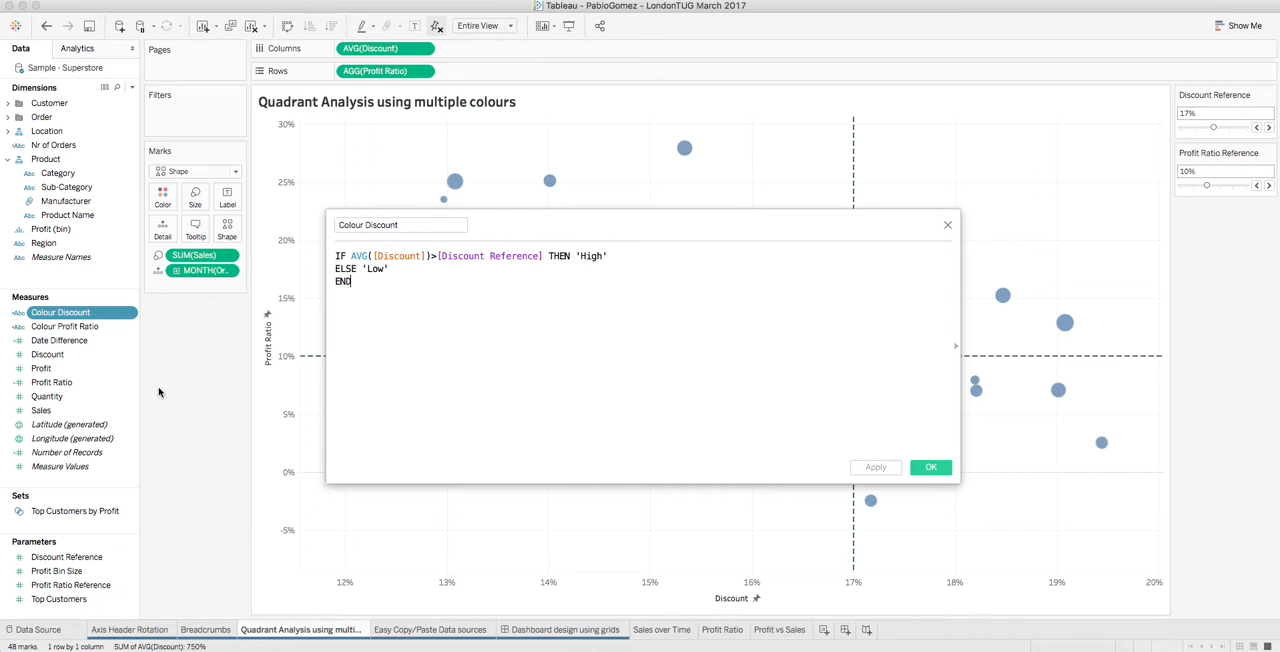 Tableau - PabloGomez - LondonTUG March 2017
Entire View
Show Me
Data
Analytics
Pages
Columns
AVG(Discount)
Sample - Superstore
Rows
AGG(Profit Ratio)
Dimensions
Filters
Quadrant Analysis using multiple colours
Discount Reference
17%
Profit Ratio Reference
10%
Abc
Customer
Order
Location
Nr of Orders
Product
Abc Category
Abc Sub-Category
Manufacturer
Abc Product Name
Profit (bin)
Abc Region
Abc Measure Names
Marks
Shape
Color
Size
Label
Detail
Tooltip
Shape
SUM(Sales)
MONTH(Or..
Measures
Abc Colour Discount
Abc Colour Profit Ratio
Date Difference
Discount
Profit
Profit Ratio
Quantity
Sales
Latitude (generated)
Longitude (generated)
Number of Records
Measure Values
Sets
Top Customers by Profit
Parameters
Discount Reference
Profit Bin Size
Profit Ratio Reference
Top Customers
30%
25%
20%
15%
10%
5%
0%
-5%
Profit Ratio
Colour Discount
IF AVG([Discount])>[Discount Reference] THEN 'High'
ELSE 'Low'
END
Apply
OK
12%
13%
14%
15%
16%
17%
18%
19%
20%
Discount
Data Source
Axis Header Rotation
Breadcrumbs
Quadrant Analysis using multi...
Easy Copy/Paste Data sources
Dashboard design using grids
Sales over Time
Profit Ratio
Profit vs Sales
48 marks
1 row by 1 column
SUM of AVG(Discount): 750%